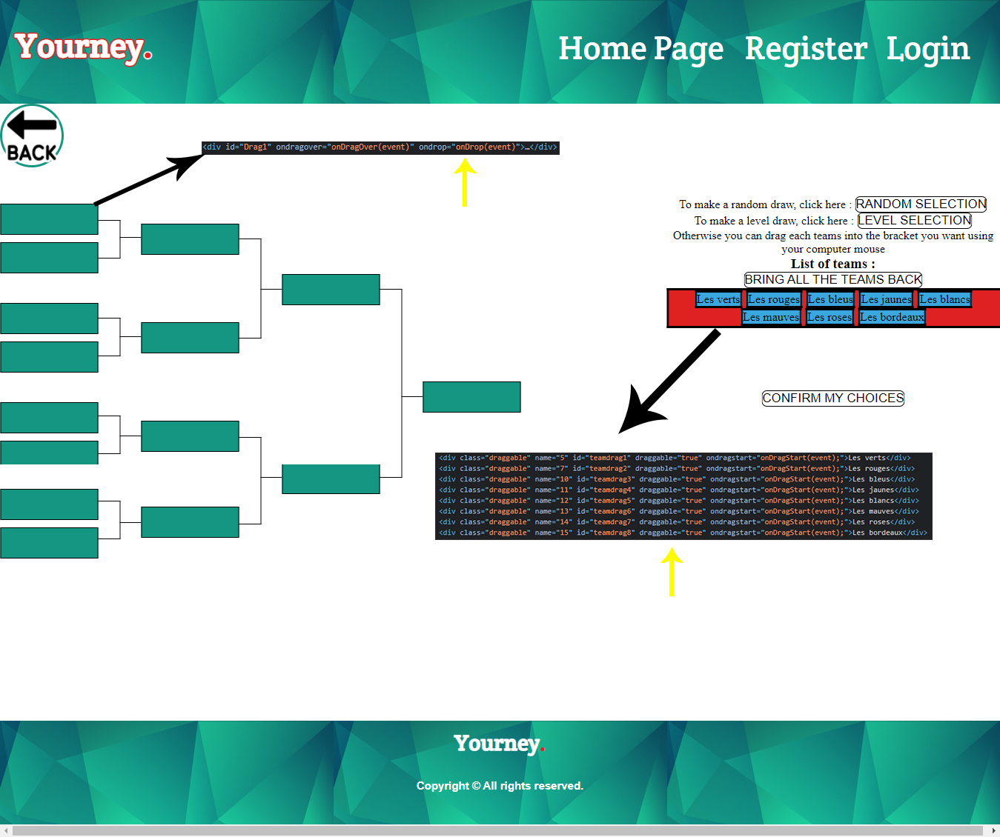 Yourney.
Home Page Register Login
BACK
<div id="Drag1" ondragover="onDragOver(event)" ondrop="onDrop(event)">…</div>
To make a random draw, click here : RANDOM SELECTION
To make a level draw, click here : LEVEL SELECTION
Otherwise you can drag each teams into the bracket you want using
your computer mouse
List of teams :
BRING ALL THE TEAMS BACK
Les verts Les rouges Les bleus Les jaunes Les blancs
Les mauves Les roses Les bordeaux
CONFIRM MY CHOICES
<div class="draggable" name="5" id="teamdrag1" draggable="true" ondragstart="onDragStart(event);">Les verts</div>
<div class="draggable" name="7" id="teamdrag2" draggable="true" ondragstart="onDragStart(event);">Les rouges</div>
<div class="draggable" name="10" id="teamdrag3" draggable="true" ondragstart="onDragStart(event);">Les bleus</div>
<div class="draggable" name="11" id="teamdrag4" draggable="true" ondragstart="onDragStart(event);">Les jaunes</div>
<div class="draggable" name="12" id="teamdrag5" draggable="true" ondragstart="onDragStart(event);">Les blancs</div>
<div class="draggable" name="13" id="teamdrag6" draggable="true" ondragstart="onDragStart(event);">Les mauves</div>
<div class="draggable" name="14" id="teamdrag7" draggable="true" ondragstart="onDragStart(event);">Les roses</div>
<div class="draggable" name="15" id="teamdrag8" draggable="true" ondragstart="onDragStart(event);">Les bordeaux</div>
Yourney.
Copyright © All rights reserved.